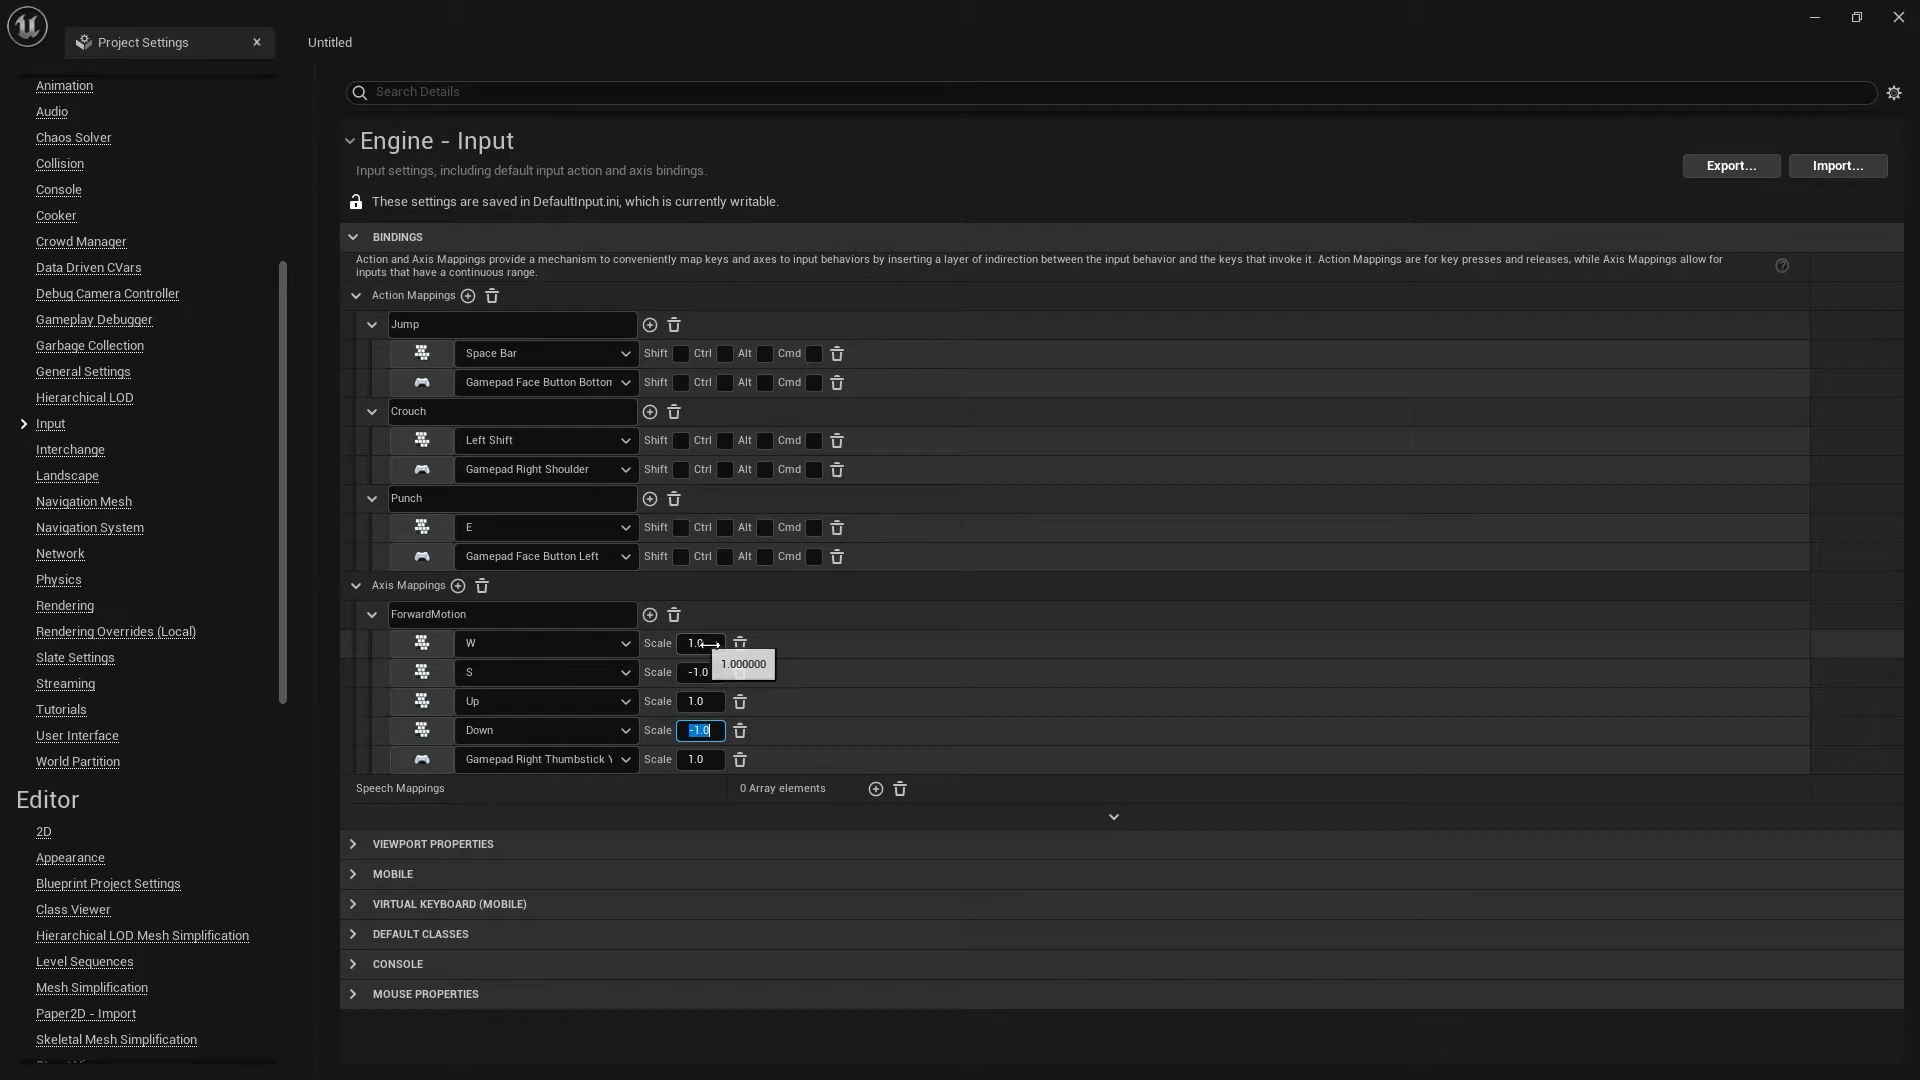 Project Settings
Untitled
Animation
Audio
Chaos Solver
Collision
Console
Cooker
Crowd Manager
Data Driven CVars
Debug Camera Controller
Gameplay Debugger
Garbage Collection
General Settings
Hierarchical LOD
Input
Interchange
Landscape
Navigation Mesh
Navigation System
Network
Physics
Rendering
Rendering Overrides (Local)
Slate Settings
Streaming
Tutorials
User Interface
World Partition
Editor
2D
Appearance
Blueprint Project Settings
Class Viewer
Hierarchical LOD Mesh Simplification
Level Sequences
Mesh Simplification
Paper2D - Import
Skeletal Mesh Simplification
Search Details
Engine - Input
Input settings, including default input action and axis bindings.
Export...
Import...
These settings are saved in DefaultInput.ini, which is currently writable.
BINDINGS
Action and Axis Mappings provide a mechanism to conveniently map keys and axes to input behaviors by inserting a layer of indirection between the input behavior and the keys that invoke it. Action Mappings are for key presses and releases, while Axis Mappings allow for
inputs that have a continuous range.
Action Mappings
Jump
Space Bar Shift Ctrl Alt Cmd
Gamepad Face Button Bottom Shift Ctrl Alt Cmd
Crouch
Left Shift Shift Ctrl Alt Cmd
Gamepad Right Shoulder Shift Ctrl Alt Cmd
Punch
E Shift Ctrl Alt Cmd
Gamepad Face Button Left Shift Ctrl Alt Cmd
Axis Mappings
ForwardMotion
W Scale 1.0
1.000000
S Scale -1.0
Up Scale 1.0
Down Scale -1.0
Gamepad Right Thumbstick Scale 1.0
Speech Mappings 0 Array elements
VIEWPORT PROPERTIES
MOBILE
VIRTUAL KEYBOARD (MOBILE)
DEFAULT CLASSES
CONSOLE
MOUSE PROPERTIES